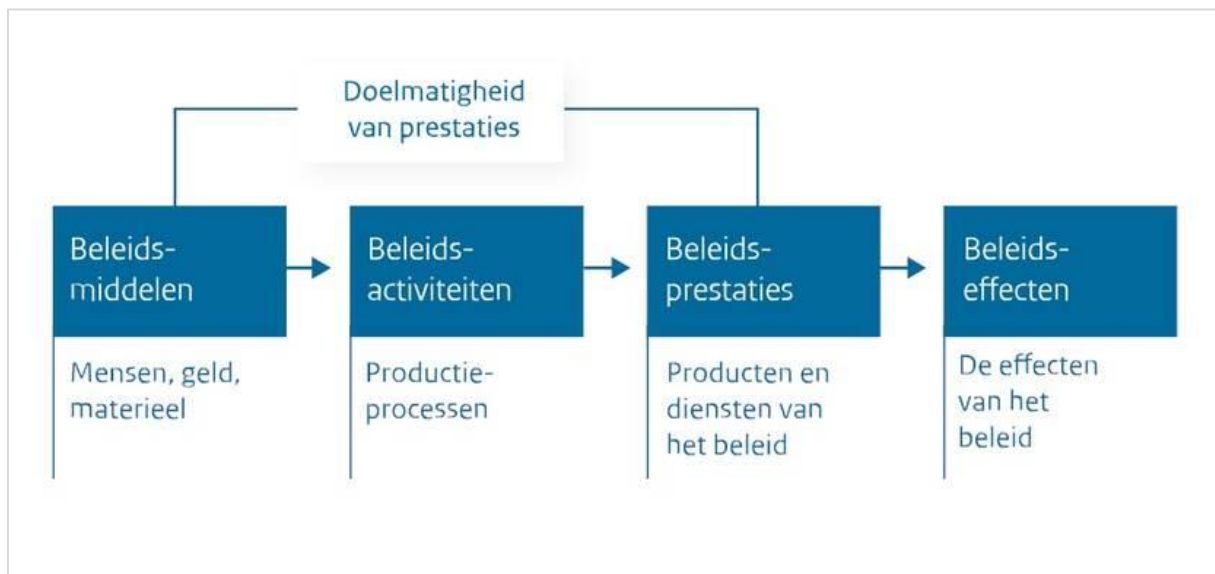 Doelmatigheid
van prestaties
Beleids-
middelen
Mensen, geld,
materieel
Beleids-
activiteiten
Productie-
processen
Beleids-
prestaties
Producten en
diensten van
het beleid
Beleids-
effecten
De effecten
van het
beleid